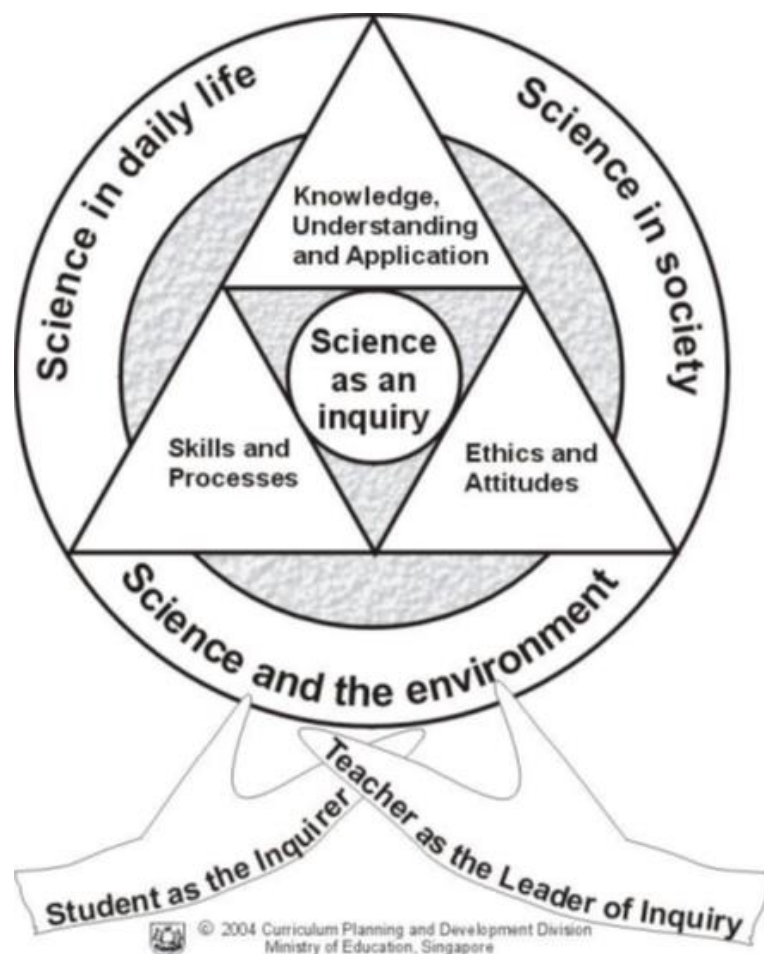 Science in daily life
Science in society
Knowledge,
Understanding
and Application
Science
as an
inquiry
Skills and
Processes
Ethics and
Attitudes
Science and the environment
Student as the Inquirer
Teacher as the Leader of Inquiry
© 2004 Curriculum Planning and Development Division
Ministry of Education, Singapore